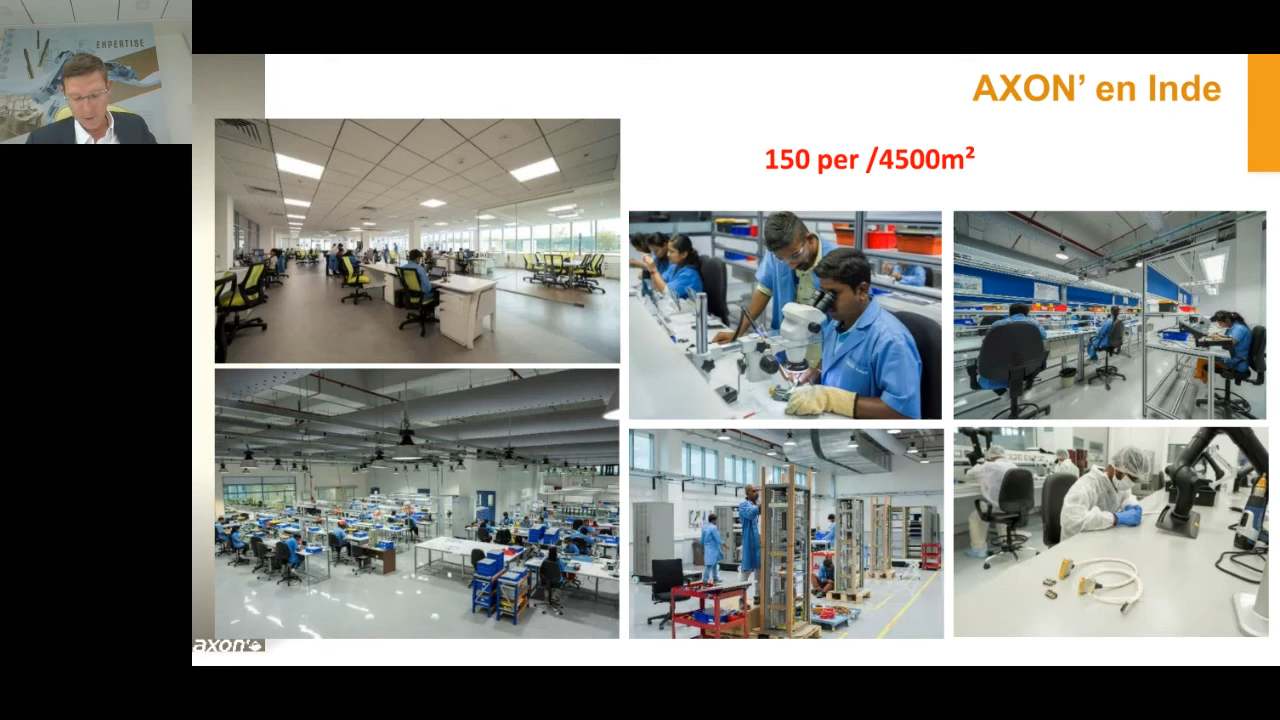 EXPERTISE
AXON’ en Inde
150 per /4500m²
axon’